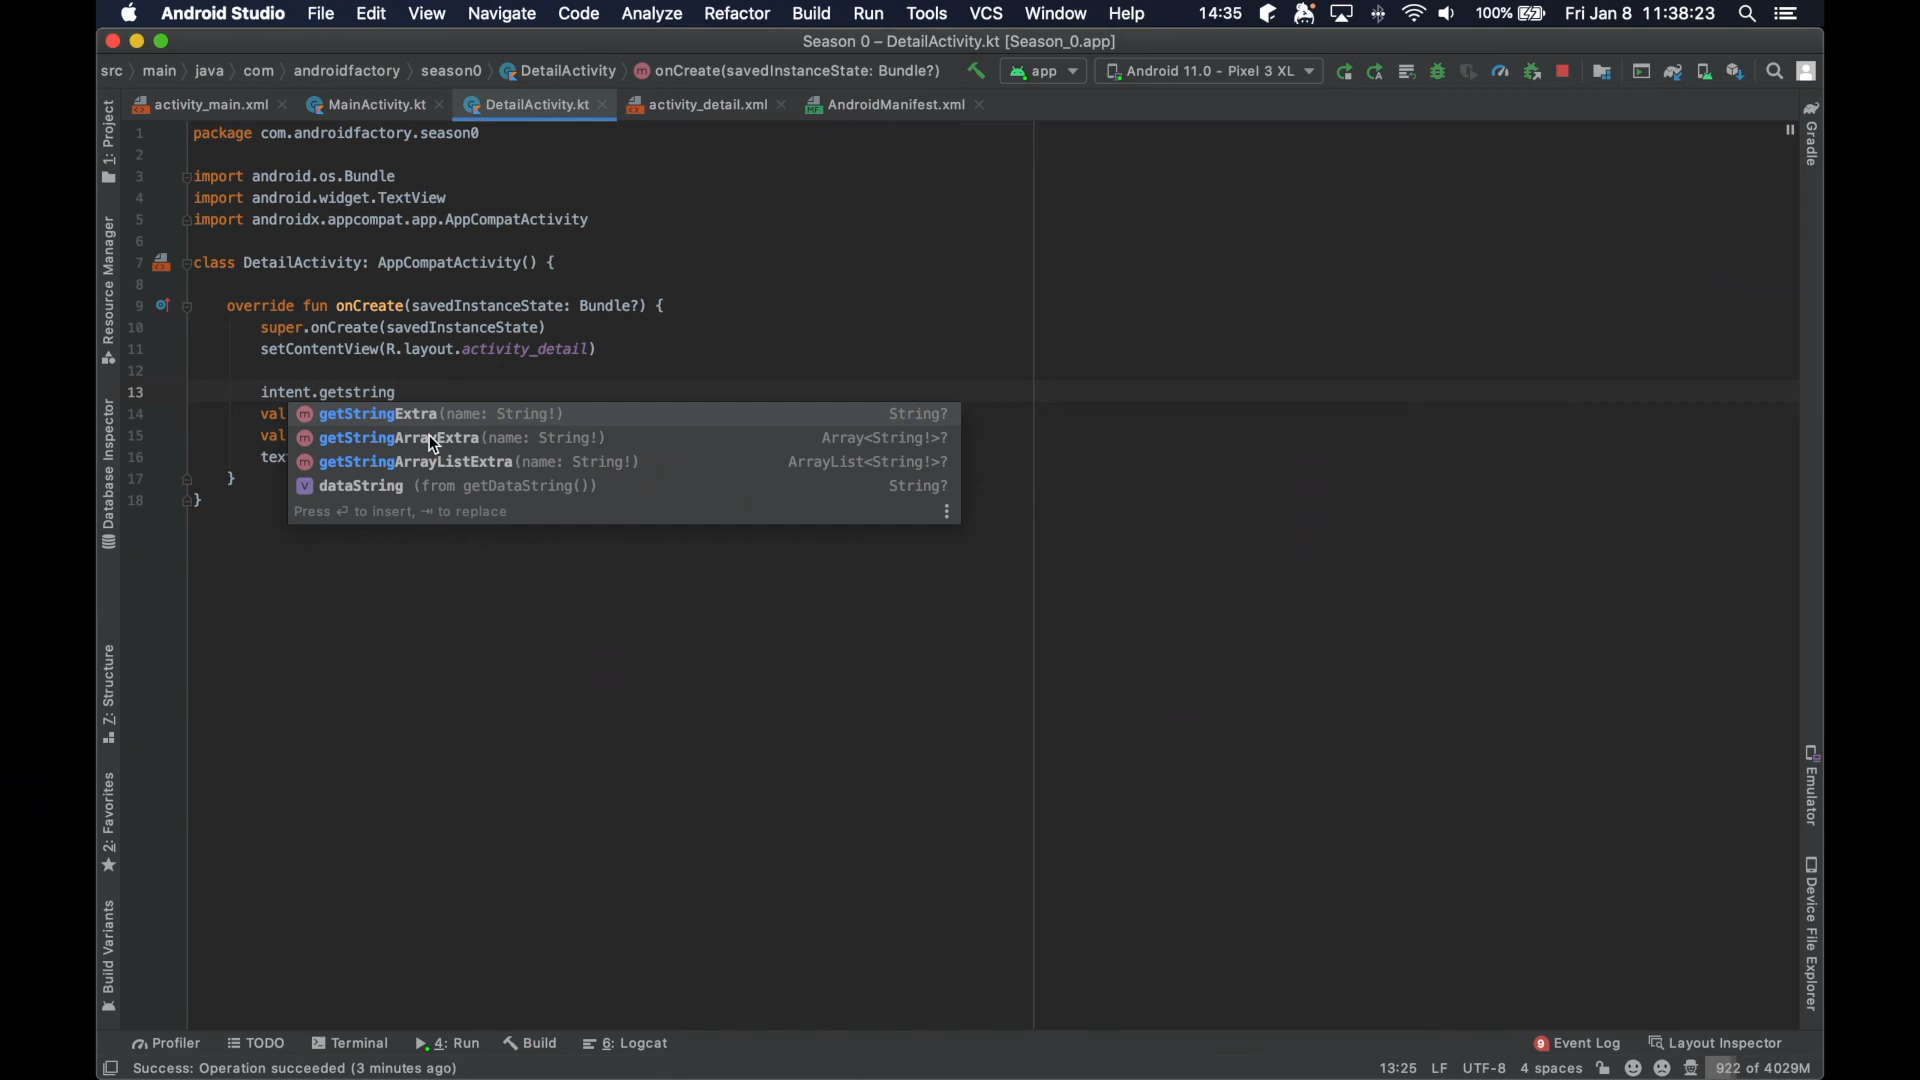 Android Studio File Edit View Navigate Code Analyze Refactor Build Run Tools VCS Window Help 14:35 100% Fri Jan 8 11:38:23
Season 0 – DetailActivity.kt [Season_0.app]
src main java com androidfactory season0 DetailActivity onCreate(savedInstanceState: Bundle?) app Android 11.0 - Pixel 3 XL
activity_main.xml MainActivity.kt DetailActivity.kt activity_detail.xml AndroidManifest.xml
1: Project
Resource Manager
Database Inspector
Z: Structure
2: Favorites
Build Variants
1 package com.androidfactory.season0
2
3 import android.os.Bundle
4 import android.widget.TextView
5 import androidx.appcompat.app.AppCompatActivity
6
7 class DetailActivity: AppCompatActivity() {
8
9 override fun onCreate(savedInstanceState: Bundle?) {
10 super.onCreate(savedInstanceState)
11 setContentView(R.layout.activity_detail)
12
13 intent.getstring
14 val
15 val
16 tex
17 }
18 }
getStringExtra(name: String!) String?
getStringArrayExtra(name: String!) Array<String!>?
getStringArrayListExtra(name: String!) ArrayList<String!>?
dataString (from getDataString()) String?
Press ⏎ to insert, ⇥ to replace
Gradle
Emulator
Device File Explorer
Profiler TODO Terminal 4: Run Build 6: Logcat 9 Event Log Layout Inspector
Success: Operation succeeded (3 minutes ago) 13:25 LF UTF-8 4 spaces 922 of 4029M